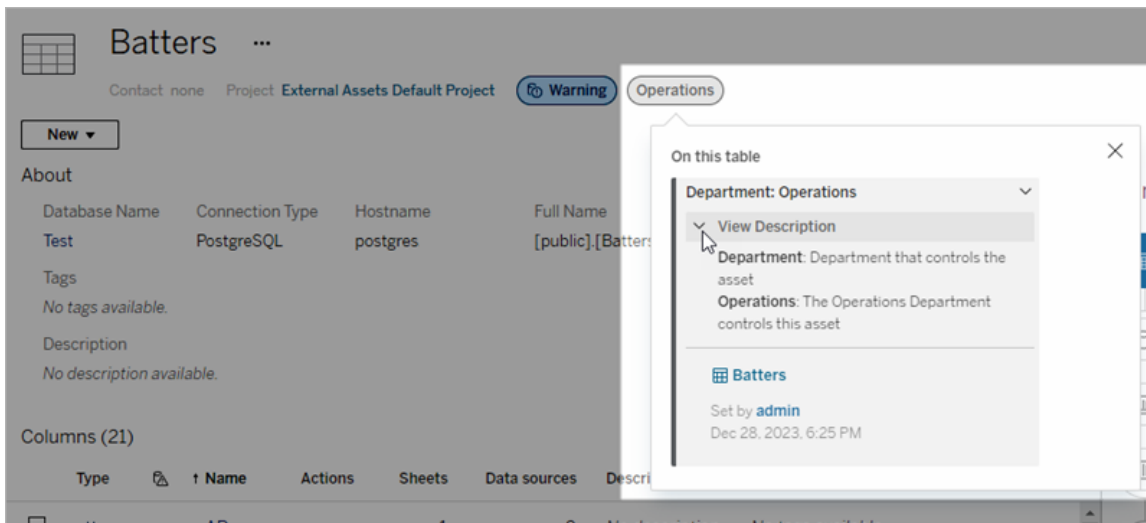 Batters ...
Contact none Project External Assets Default Project Warning Operations
New
On this table
About
Department: Operations
Database Name Connection Type Hostname Full Name
View Description
Test PostgreSQL postgres [public].[Batters
Department: Department that controls the
asset
Tags
Operations: The Operations Department
No tags available.
controls this asset
Description
No description available.
Batters
Set by admin
Dec 28, 2023, 6:25 PM
Columns (21)
Type ↑ Name Actions Sheets Data sources Descri